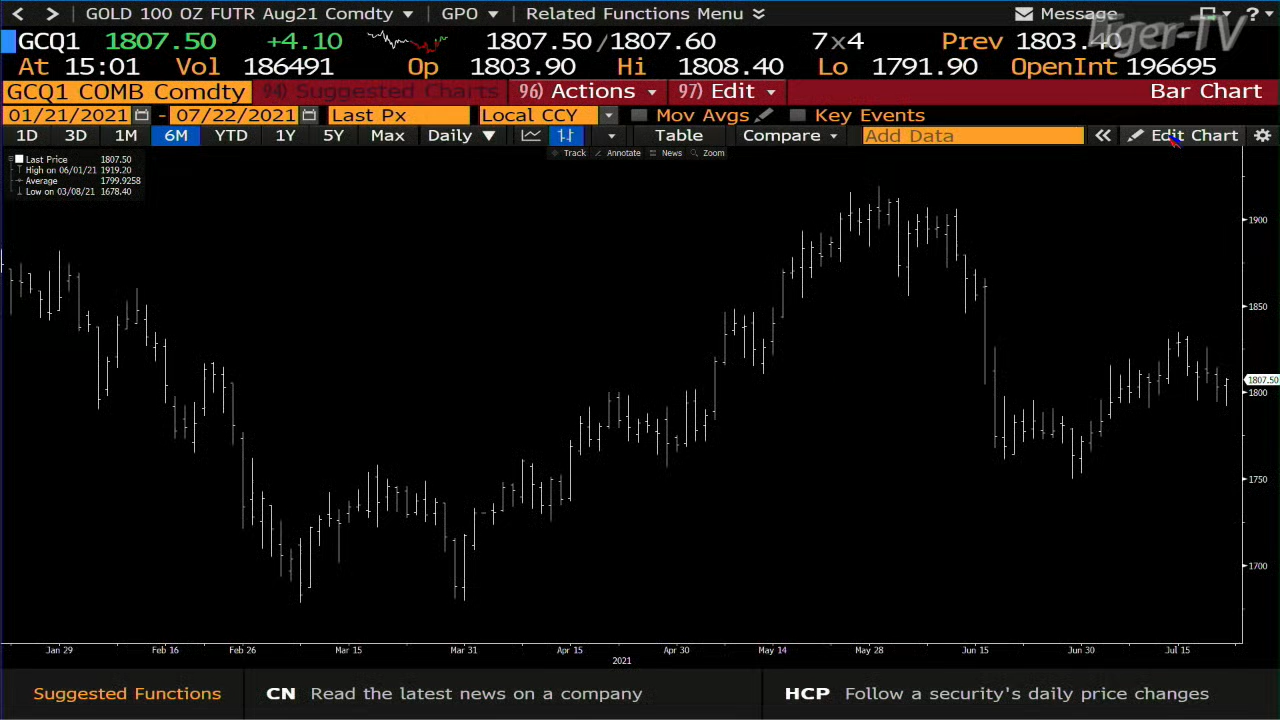 < > GOLD 100 OZ FUTR Aug21 Comdty GPO Related Functions Menu Message ?
GCQ1 1807.50 +4.10 1807.50/1807.60 7x4 Prev 1803.40 Tiger-TV
At 15:01 Vol 186491 Op 1803.90 Hi 1808.40 Lo 1791.90 OpenInt 196695
GCQ1 COMB Comdty 94) Suggested Charts 96) Actions 97) Edit Bar Chart
01/21/2021 - 07/22/2021 Last Px Local CCY Mov Avgs Key Events
1D 3D 1M 6M YTD 1Y 5Y Max Daily Table Compare Add Data « Edit Chart
Track Annotate News Zoom
Last Price 1807.50
High on 06/01/21 1919.20
Average 1799.9258
Low on 03/08/21 1678.40
1900
1850
1807.50
1800
1750
1700
Jan 29 Feb 16 Feb 26 Mar 15 Mar 31 Apr 15 Apr 30 May 14 May 28 Jun 15 Jun 30 Jul 15
2021
Suggested Functions CN Read the latest news on a company HCP Follow a security's daily price changes